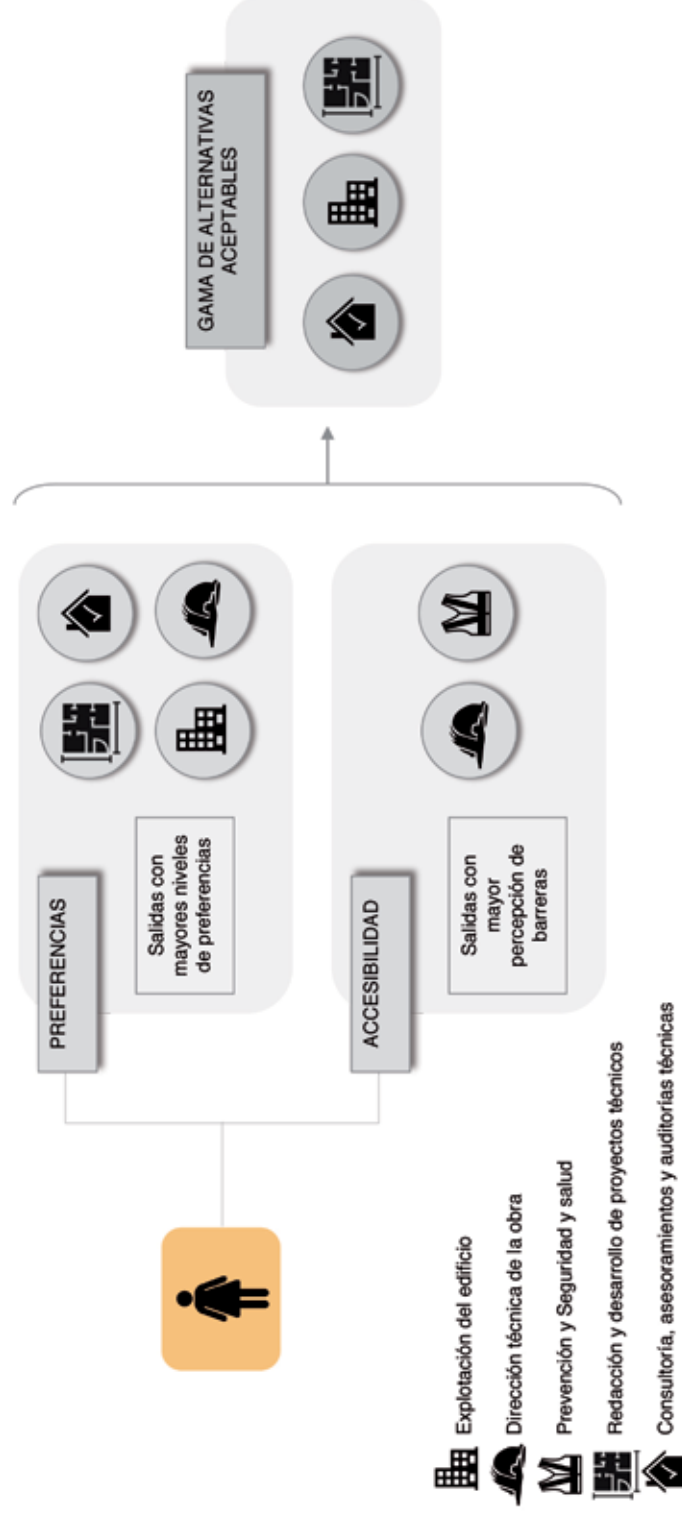 PREFERENCIAS
Salidas con
mayores niveles
de preferencias
ACCESIBILIDAD
Salidas con
mayor
percepción de
barreras
GAMA DE ALTERNATIVAS
ACEPTABLES
Explotación del edificio
Dirección técnica de la obra
Prevención y Seguridad y salud
Redacción y desarrollo de proyectos técnicos
Consultoría, asesoramientos y auditorías técnicas